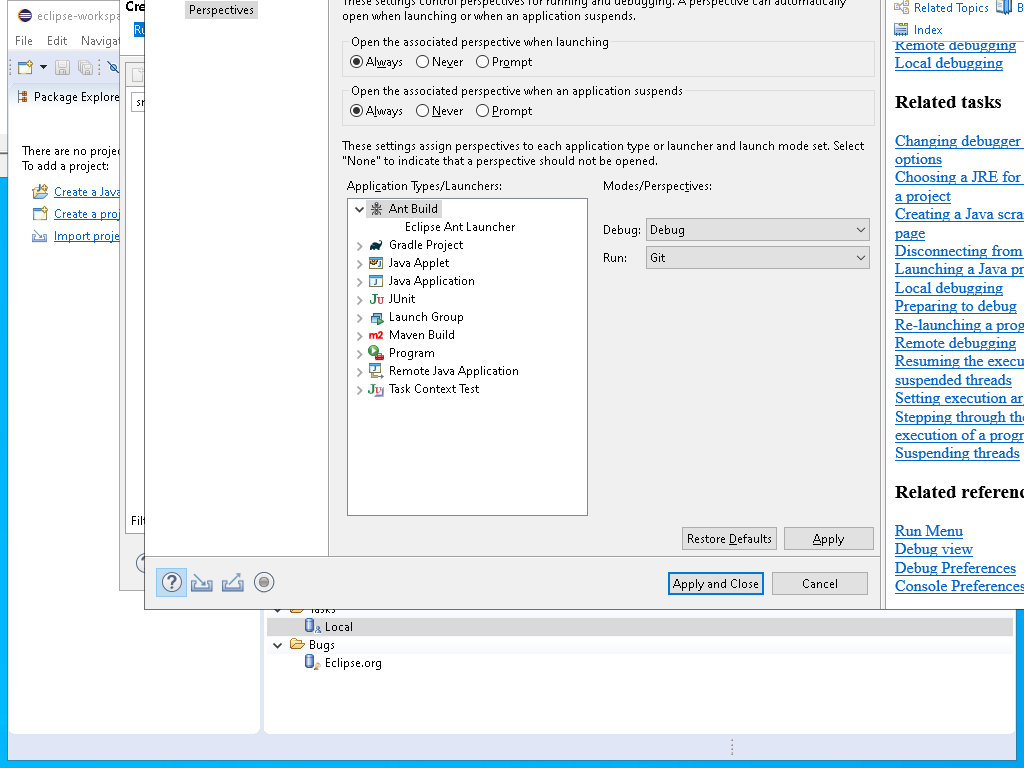 eclipse-workspa
File Edit Navigat
Package Explore
There are no projec
To add a project:
Create a Java
Create a proj
Import proje
Cre
Filt
Perspectives
These settings control perspectives for running and debugging. A perspective can automatically
open when launching or when an application suspends.
Open the associated perspective when launching
Always Never Prompt
Open the associated perspective when an application suspends
Always Never Prompt
These settings assign perspectives to each application type or launcher and launch mode set. Select
"None" to indicate that a perspective should not be opened.
Application Types/Launchers:
Ant Build
Eclipse Ant Launcher
Gradle Project
Java Applet
Java Application
JUnit
Launch Group
Maven Build
Program
Remote Java Application
Task Context Test
Modes/Perspectives:
Debug: Debug
Run: Git
Restore Defaults Apply
Apply and Close Cancel
Related Topics B
Index
Remote debugging
Local debugging
Related tasks
Changing debugger
options
Choosing a JRE for
a project
Creating a Java scra
page
Disconnecting from
Launching a Java pr
Local debugging
Preparing to debug
Re-launching a prog
Remote debugging
Resuming the execu
suspended threads
Setting execution ar
Stepping through the
execution of a progr
Suspending threads
Related referenc
Run Menu
Debug view
Debug Preferences
Console Preferences
Tasks
Local
Bugs
Eclipse.org